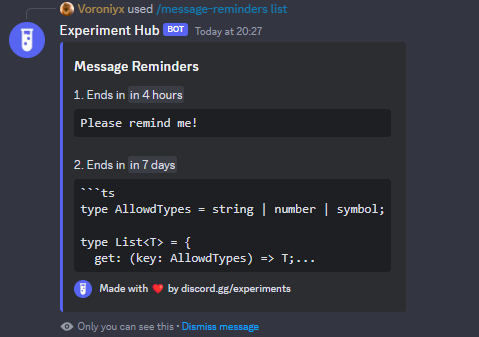 Voroniyx used /message-reminders list
Experiment Hub BOT Today at 20:27
Message Reminders
1. Ends in in 4 hours
Please remind me!
2. Ends in in 7 days
```ts
type AllowdTypes = string | number | symbol;
type List<T> = {
get: (key: AllowdTypes) => T;...
Made with ❤️ by discord.gg/experiments
Only you can see this • Dismiss message